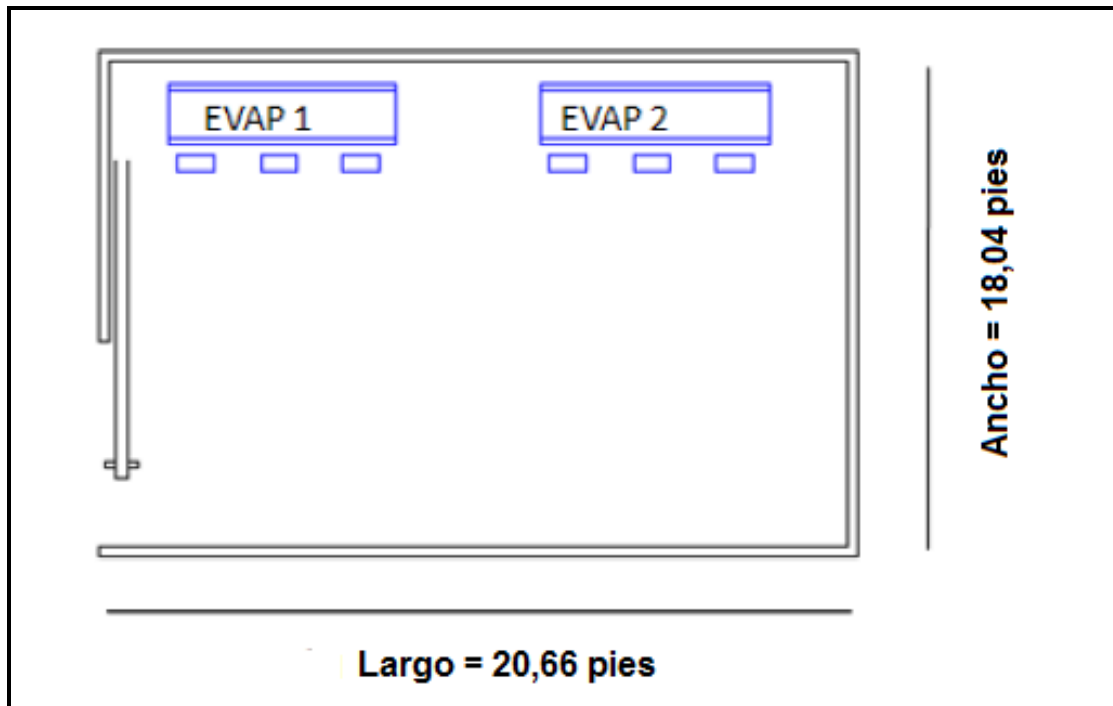 EVAP 1
EVAP 2
Ancho = 18,04 pies
Largo = 20,66 pies